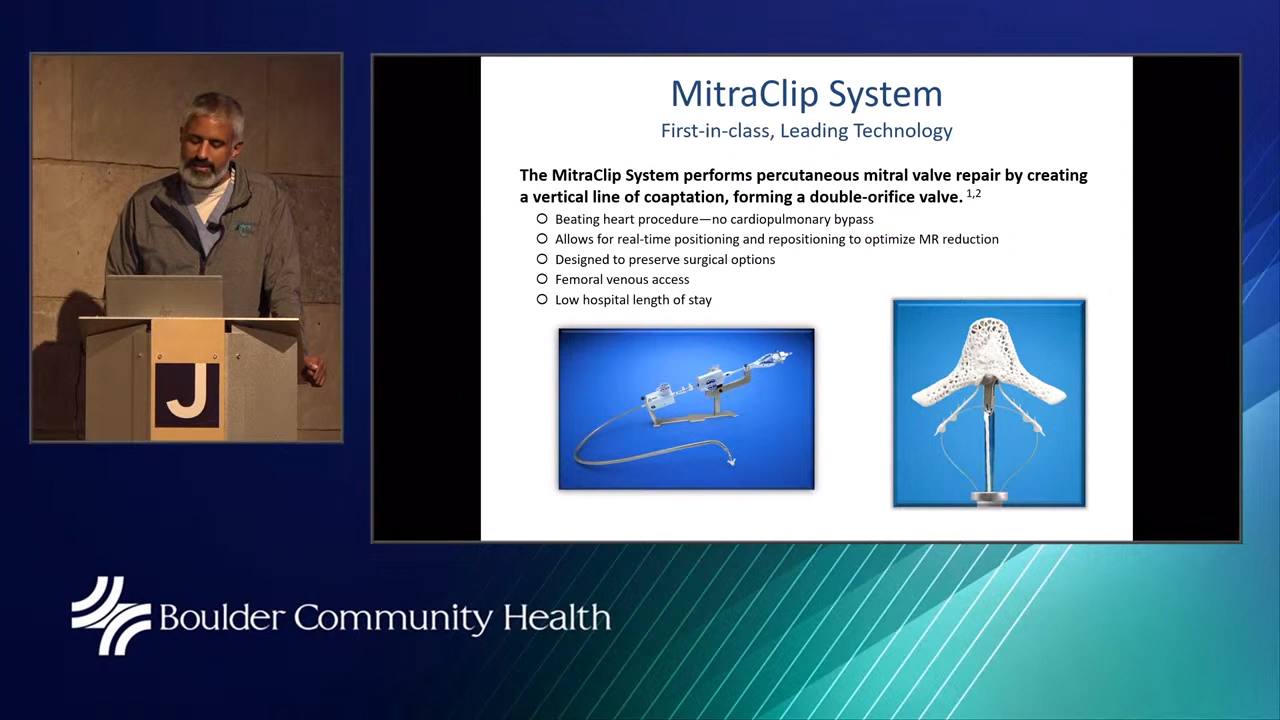 MitraClip System
First-in-class, Leading Technology
The MitraClip System performs percutaneous mitral valve repair by creating
a vertical line of coaptation, forming a double-orifice valve. 1,2
Beating heart procedure—no cardiopulmonary bypass
Allows for real-time positioning and repositioning to optimize MR reduction
Designed to preserve surgical options
Femoral venous access
Low hospital length of stay
J
Boulder Community Health